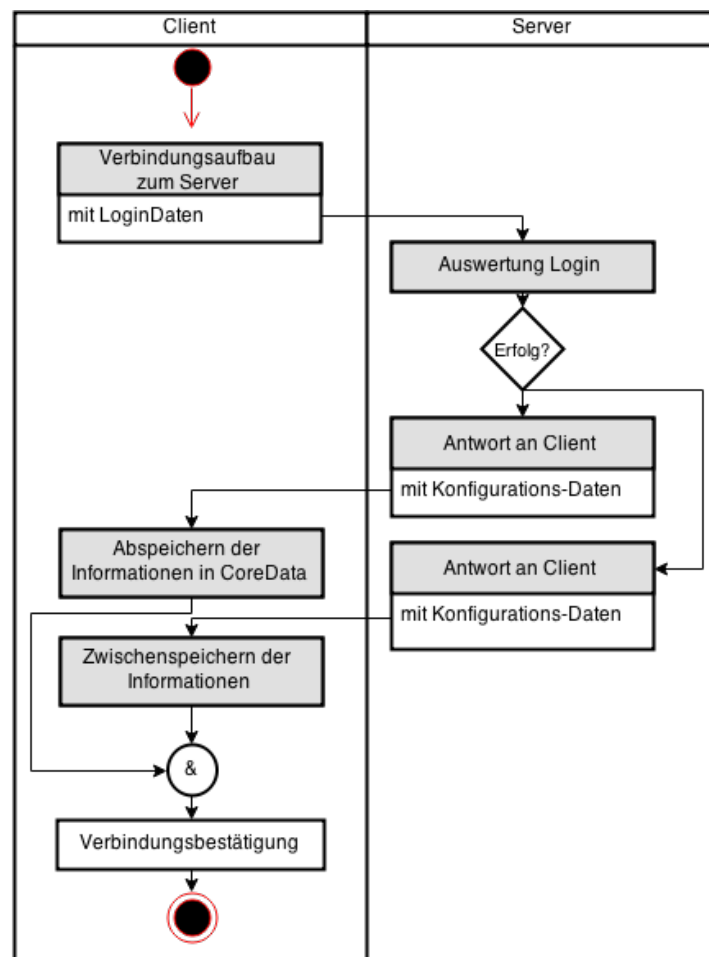 Client
Server
Verbindungsaufbau
zum Server
mit LoginDaten
Auswertung Login
Erfolg?
Antwort an Client
mit Konfigurations-Daten
Abspeichern der
Informationen in CoreData
Antwort an Client
mit Konfigurations-Daten
Zwischenspeichern der
Informationen
&
Verbindungsbestätigung